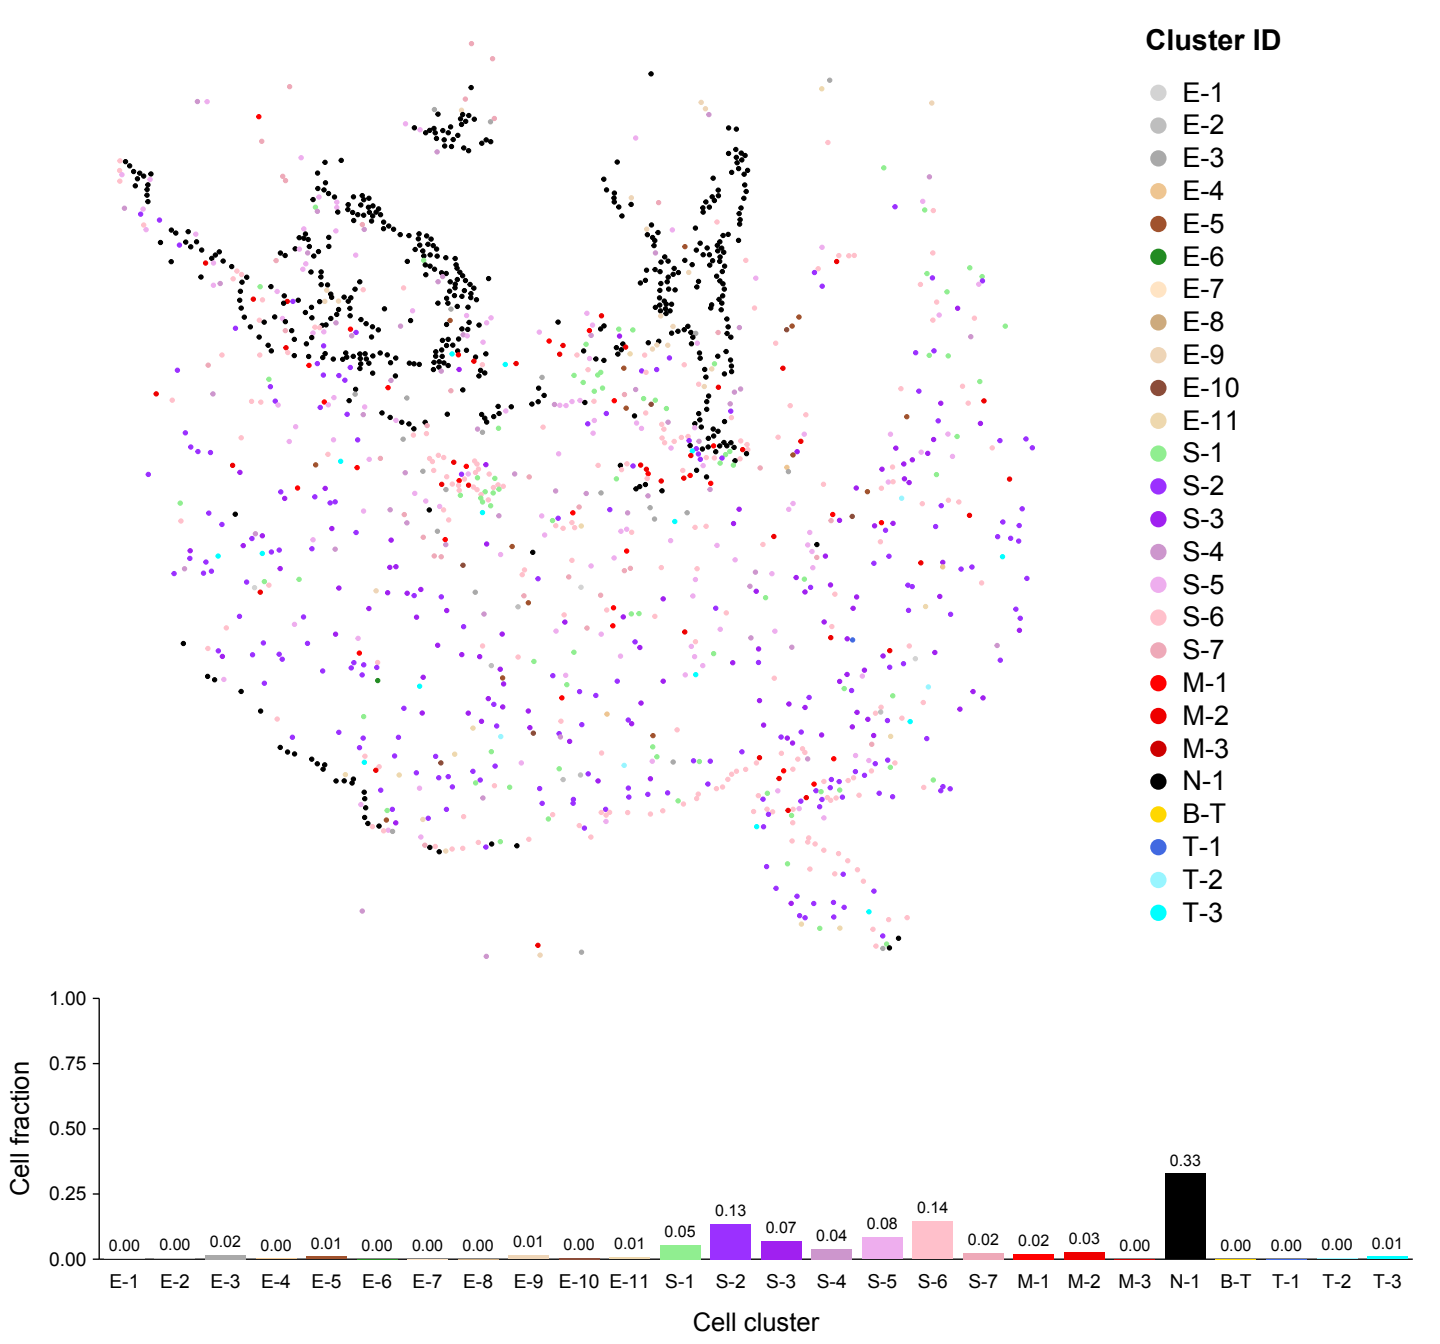 Cluster ID
E-1
E-2
E-3
E-4
E-5
E-6
E-7
E-8
E-9
E-10
E-11
S-1
S-2
S-3
S-4
S-5
S-6
S-7
M-1
M-2
M-3
N-1
B-T
T-1
T-2
T-3
Cell fraction
1.00
0.75
0.50
0.25
0.00
0.00 0.00 0.02 0.00 0.01 0.00 0.00 0.00 0.01 0.00 0.01 0.05 0.13 0.07 0.04 0.08 0.14 0.02 0.02 0.03 0.00 0.33 0.00 0.00 0.00 0.01
E-1 E-2 E-3 E-4 E-5 E-6 E-7 E-8 E-9 E-10 E-11 S-1 S-2 S-3 S-4 S-5 S-6 S-7 M-1 M-2 M-3 N-1 B-T T-1 T-2 T-3
Cell cluster